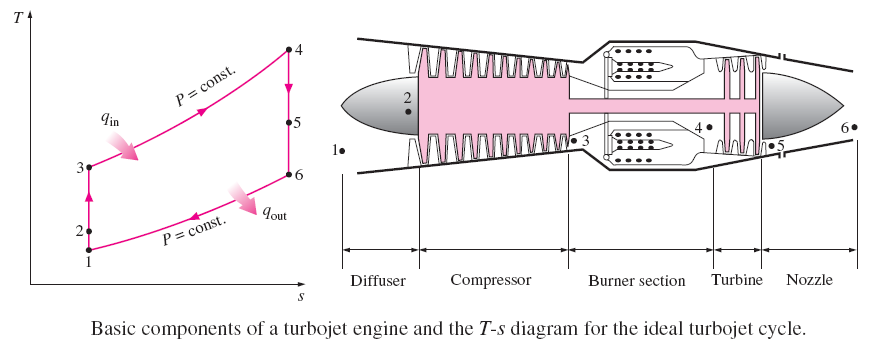 T
4
P = const.
q_in
5
3
6
q_out
P = const.
2
1
s
2
1
3
4
5
6
Diffuser
Compressor
Burner section
Turbine
Nozzle
Basic components of a turbojet engine and the T-s diagram for the ideal turbojet cycle.